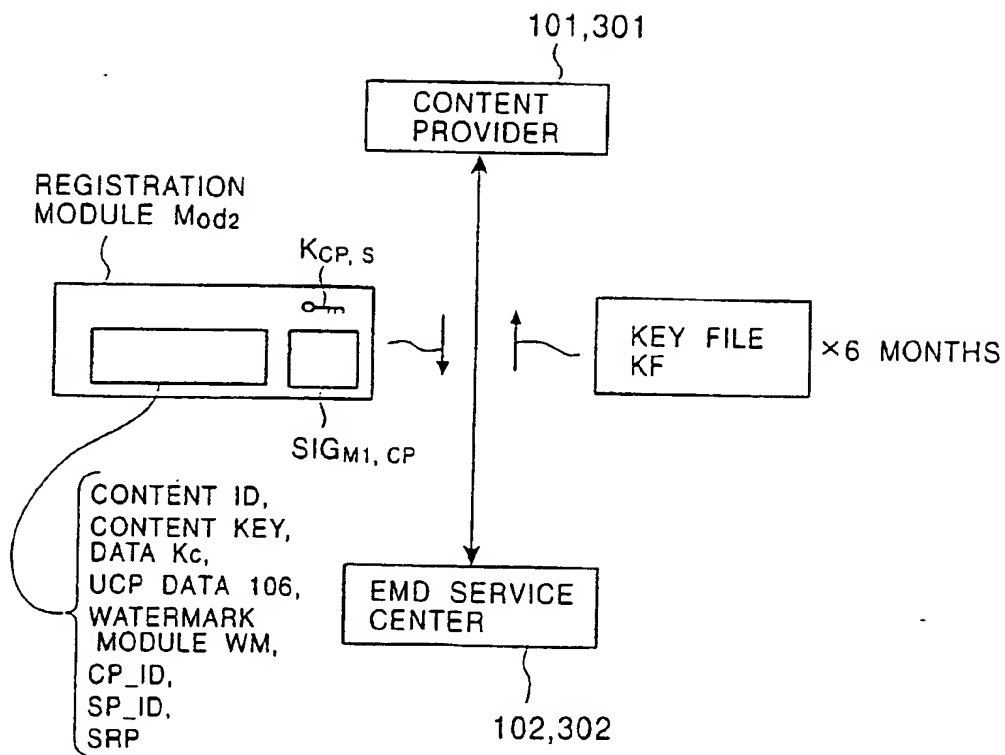 101,301
CONTENT
PROVIDER
REGISTRATION
MODULE Mod2
KCP, S
SIGM1, CP
KEY FILE
KF
×6 MONTHS
CONTENT ID,
CONTENT KEY,
DATA Kc,
UCP DATA 106,
WATERMARK
MODULE WM,
CP_ID,
SP_ID,
SRP
EMD SERVICE
CENTER
102,302